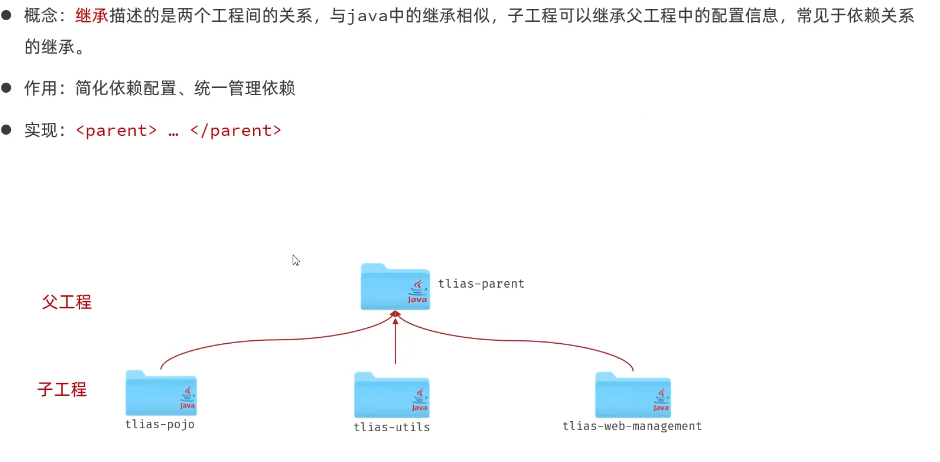 概念：继承描述的是两个工程间的关系，与java中的继承相似，子工程可以继承父工程中的配置信息，常见于依赖关系
的继承。
作用：简化依赖配置、统一管理依赖
实现：<parent> … </parent>
Java
tlias-parent
父工程
子工程
Java
Java
Java
tlias-pojo
tlias-utils
tlias-web-management